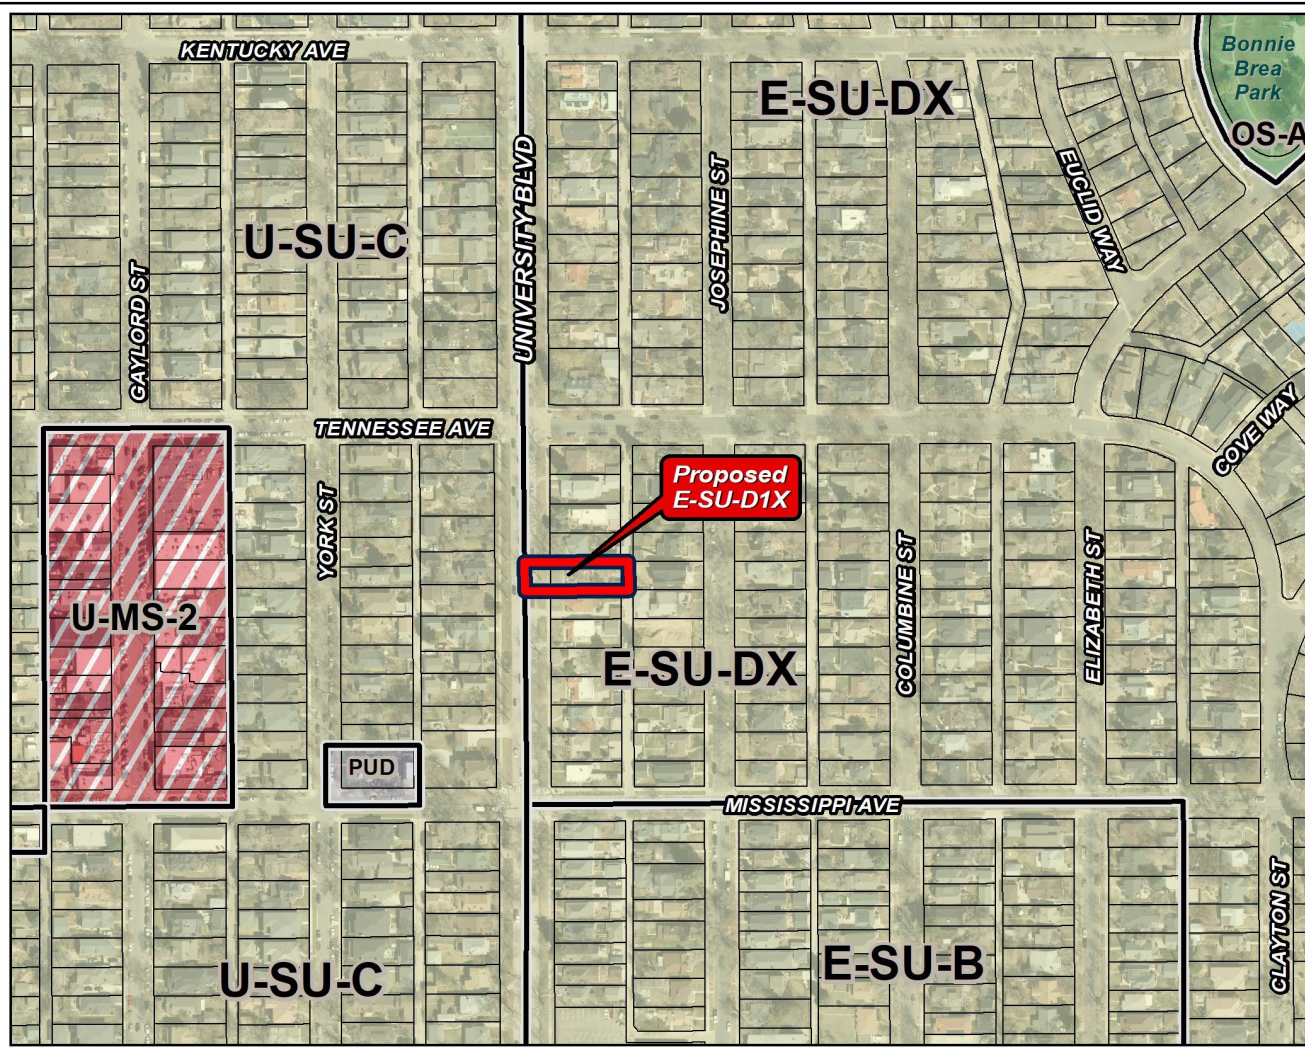 KENTUCKY AVE
Bonnie
Brea
Park
E-SU-DX
OS-A
EUCLID WAY
UNIVERSITY BLVD
JOSEPHINE ST
U-SU-C
GAYLORD ST
TENNESSEE AVE
COVE WAY
Proposed
E-SU-D1X
YORK ST
COLUMBINE ST
ELIZABETH ST
U-MS-2
E-SU-DX
PUD
MISSISSIPPI AVE
CLAYTON ST
U-SU-C
E-SU-B